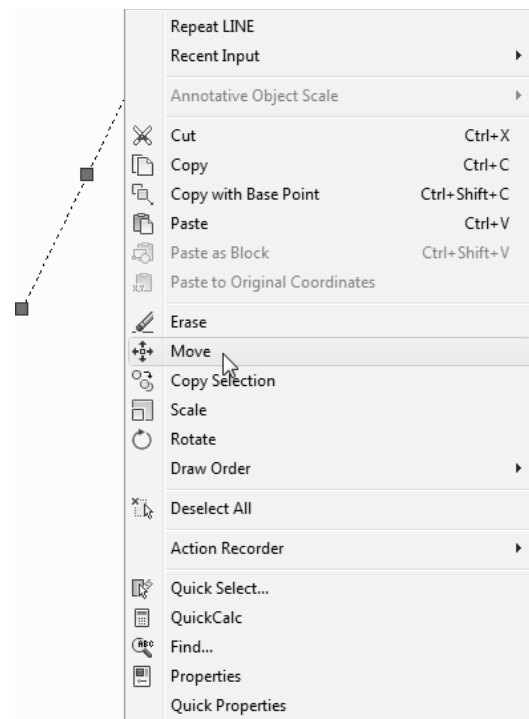 Repeat LINE
Recent Input
Annotative Object Scale
Cut Ctrl+X
Copy Ctrl+C
Copy with Base Point Ctrl+Shift+C
Paste Ctrl+V
Paste as Block Ctrl+Shift+V
Paste to Original Coordinates
Erase
Move
Copy Selection
Scale
Rotate
Draw Order
Deselect All
Action Recorder
Quick Select...
QuickCalc
Find...
Properties
Quick Properties